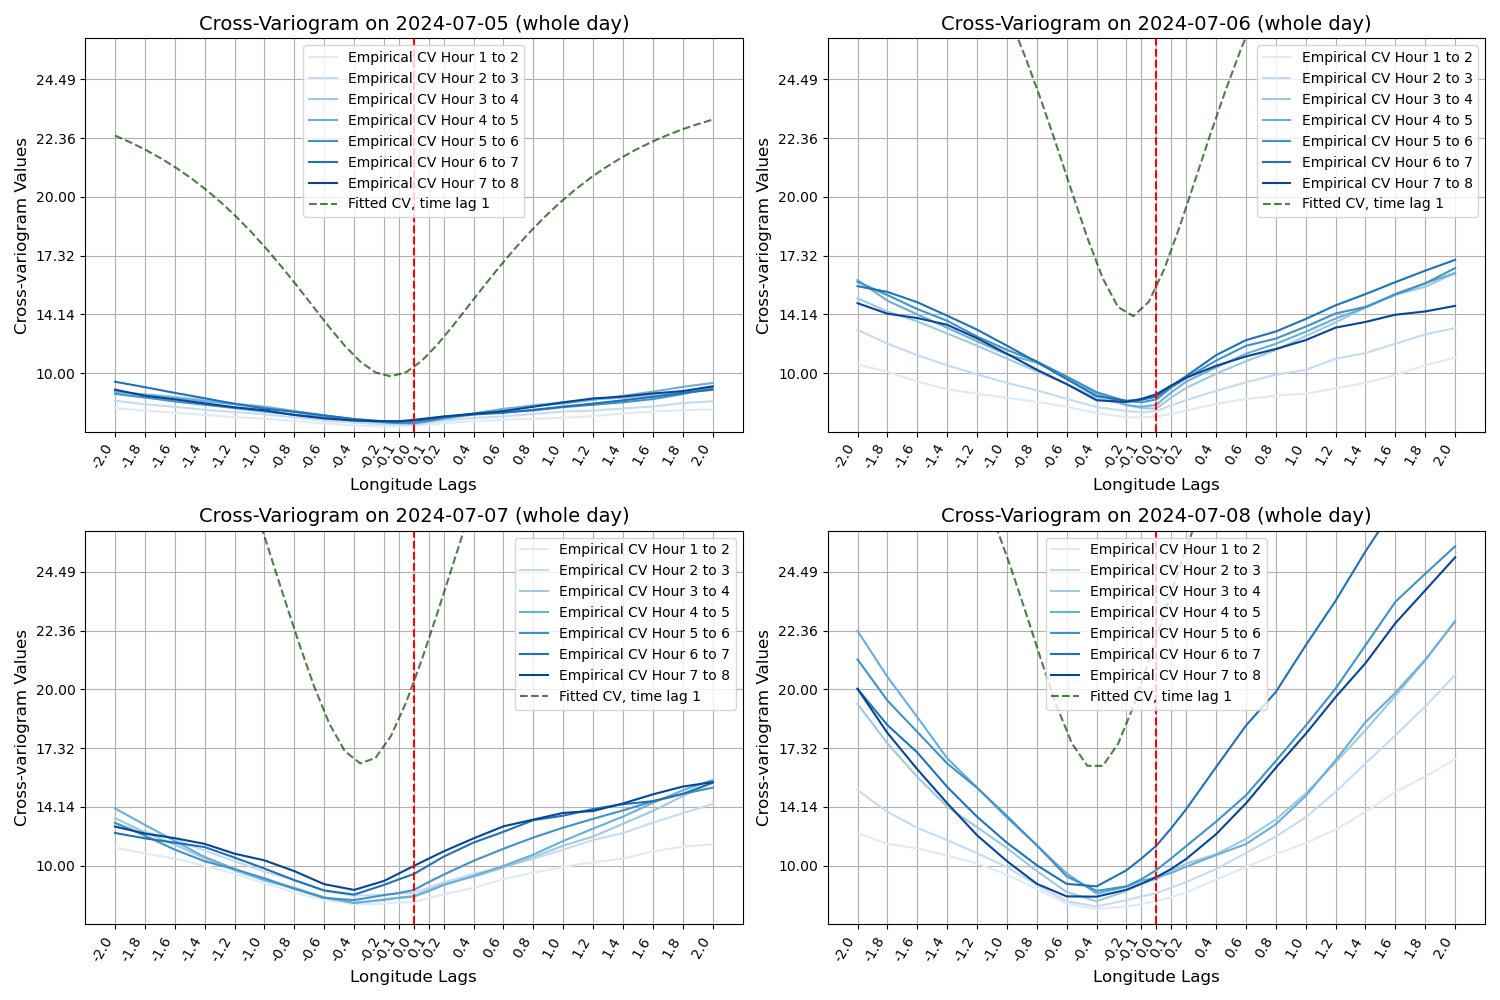 Cross-Variogram on 2024-07-05 (whole day)
Cross-variogram Values
24.49
22.36
20.00
17.32
14.14
10.00
Empirical CV Hour 1 to 2
Empirical CV Hour 2 to 3
Empirical CV Hour 3 to 4
Empirical CV Hour 4 to 5
Empirical CV Hour 5 to 6
Empirical CV Hour 6 to 7
Empirical CV Hour 7 to 8
Fitted CV, time lag 1
-2.0 -1.8 -1.6 -1.4 -1.2 -1.0 -0.8 -0.6 -0.4 -0.2 -0.1 0.0 0.1 0.2 0.4 0.6 0.8 1.0 1.2 1.4 1.6 1.8 2.0
Longitude Lags
Cross-Variogram on 2024-07-06 (whole day)
Cross-variogram Values
24.49
22.36
20.00
17.32
14.14
10.00
Empirical CV Hour 1 to 2
Empirical CV Hour 2 to 3
Empirical CV Hour 3 to 4
Empirical CV Hour 4 to 5
Empirical CV Hour 5 to 6
Empirical CV Hour 6 to 7
Empirical CV Hour 7 to 8
Fitted CV, time lag 1
-2.0 -1.8 -1.6 -1.4 -1.2 -1.0 -0.8 -0.6 -0.4 -0.2 -0.1 0.0 0.1 0.2 0.4 0.6 0.8 1.0 1.2 1.4 1.6 1.8 2.0
Longitude Lags
Cross-Variogram on 2024-07-07 (whole day)
Cross-variogram Values
24.49
22.36
20.00
17.32
14.14
10.00
Empirical CV Hour 1 to 2
Empirical CV Hour 2 to 3
Empirical CV Hour 3 to 4
Empirical CV Hour 4 to 5
Empirical CV Hour 5 to 6
Empirical CV Hour 6 to 7
Empirical CV Hour 7 to 8
Fitted CV, time lag 1
-2.0 -1.8 -1.6 -1.4 -1.2 -1.0 -0.8 -0.6 -0.4 -0.2 -0.1 0.0 0.1 0.2 0.4 0.6 0.8 1.0 1.2 1.4 1.6 1.8 2.0
Longitude Lags
Cross-Variogram on 2024-07-08 (whole day)
Cross-variogram Values
24.49
22.36
20.00
17.32
14.14
10.00
Empirical CV Hour 1 to 2
Empirical CV Hour 2 to 3
Empirical CV Hour 3 to 4
Empirical CV Hour 4 to 5
Empirical CV Hour 5 to 6
Empirical CV Hour 6 to 7
Empirical CV Hour 7 to 8
Fitted CV, time lag 1
-2.0 -1.8 -1.6 -1.4 -1.2 -1.0 -0.8 -0.6 -0.4 -0.2 -0.1 0.0 0.1 0.2 0.4 0.6 0.8 1.0 1.2 1.4 1.6 1.8 2.0
Longitude Lags